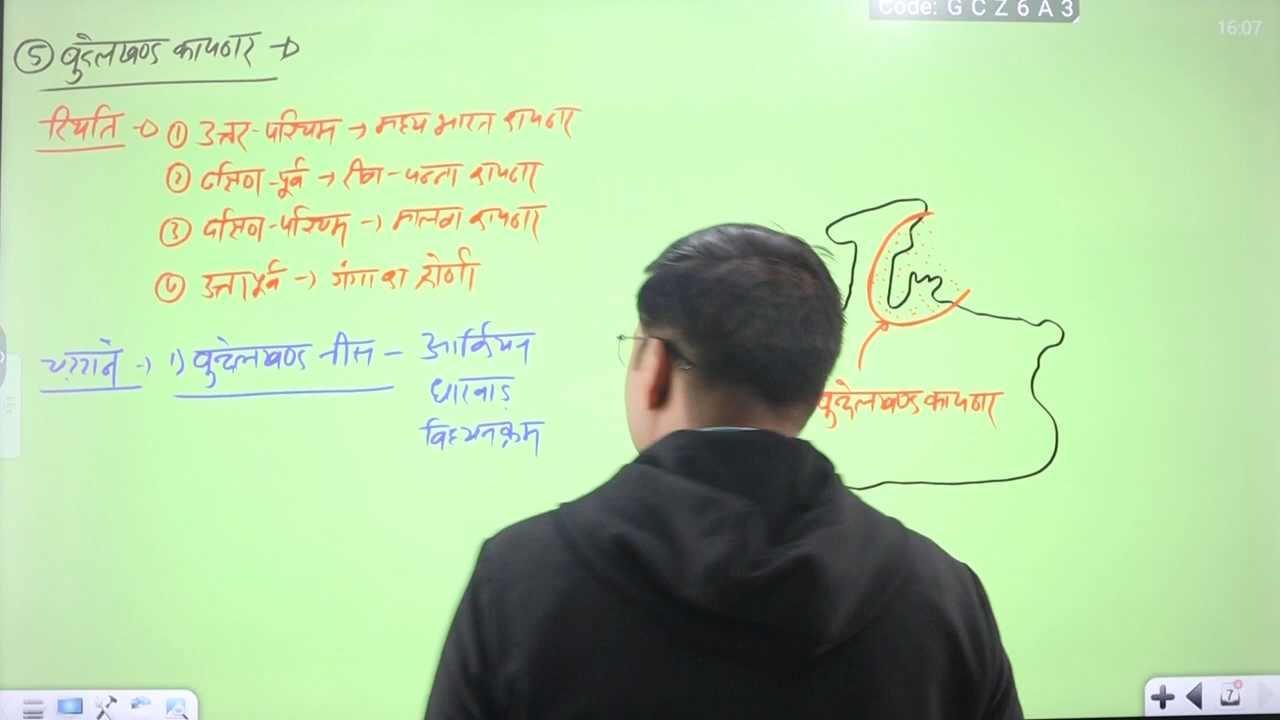 Code: G C Z 6 A 3
16:07
⑤ बुंदेलखण्ड का पठार →
स्थिति → ① उत्तर-पश्चिम → मध्य भारत का पठार
② दक्षिण-पूर्व → रीवा-पन्ना का पठार
③ दक्षिण-पश्चिम → मालवा का पठार
④ उत्तर पूर्व → गंगा का द्रोणी
चट्टाने → 1) बुन्देलखण्ड नीस - आर्कियन
धारवाड़
विंध्यनक्रम
बुन्देलखण्ड का पठार
7